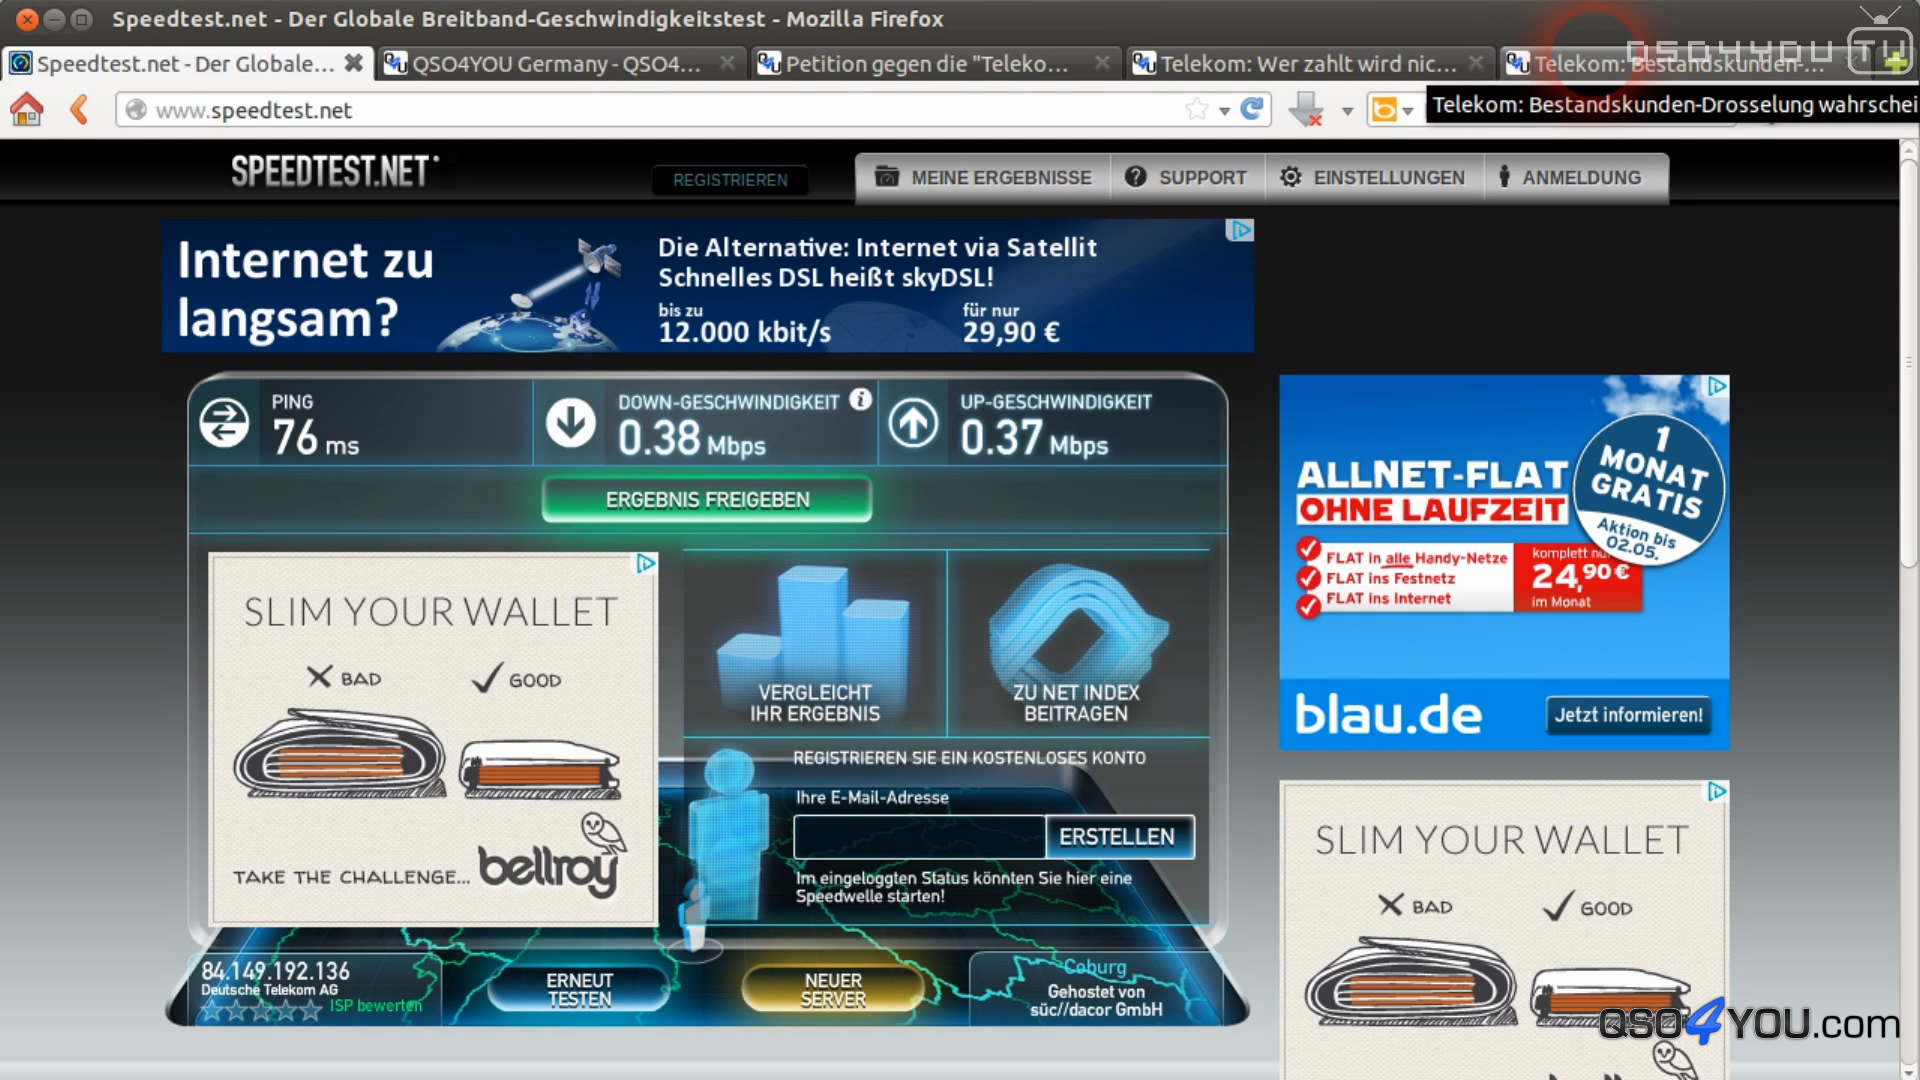 Speedtest.net - Der Globale Breitband-Geschwindigkeitstest - Mozilla Firefox
Speedtest.net - Der Globale...
QSO4YOU Germany - QSO4...
Petition gegen die "Teleko...
Telekom: Wer zahlt wird nic...
Telekom: Bestandskunden-...
QSO4YOU TV
www.speedtest.net
Telekom: Bestandskunden-Drosselung wahrschei
SPEEDTEST.NET
REGISTRIEREN
MEINE ERGEBNISSE
SUPPORT
EINSTELLUNGEN
ANMELDUNG
Internet zu
langsam?
Die Alternative: Internet via Satellit
Schnelles DSL heißt skyDSL!
bis zu
12.000 kbit/s
für nur
29,90 €
PING
76 ms
DOWN-GESCHWINDIGKEIT
0.38 Mbps
UP-GESCHWINDIGKEIT
0.37 Mbps
ERGEBNIS FREIGEBEN
SLIM YOUR WALLET
BAD
GOOD
TAKE THE CHALLENGE...
bellroy
VERGLEICHT
IHR ERGEBNIS
ZU NET INDEX
BEITRAGEN
REGISTRIEREN SIE EIN KOSTENLOSES KONTO
Ihre E-Mail-Adresse
ERSTELLEN
Im eingeloggten Status könnten Sie hier eine
Speedwelle starten!
84.149.192.136
Deutsche Telekom AG
ISP bewerten
ERNEUT
TESTEN
NEUER
SERVER
Coburg
Gehostet von
süc//dacor GmbH
ALLNET-FLAT
OHNE LAUFZEIT
1
MONAT
GRATIS
Aktion bis
02.05.
FLAT in alle Handy-Netze
FLAT ins Festnetz
FLAT ins Internet
komplett nu
24,90 €
im Monat
blau.de
Jetzt informieren!
SLIM YOUR WALLET
BAD
GOOD
QSO4YOU.com